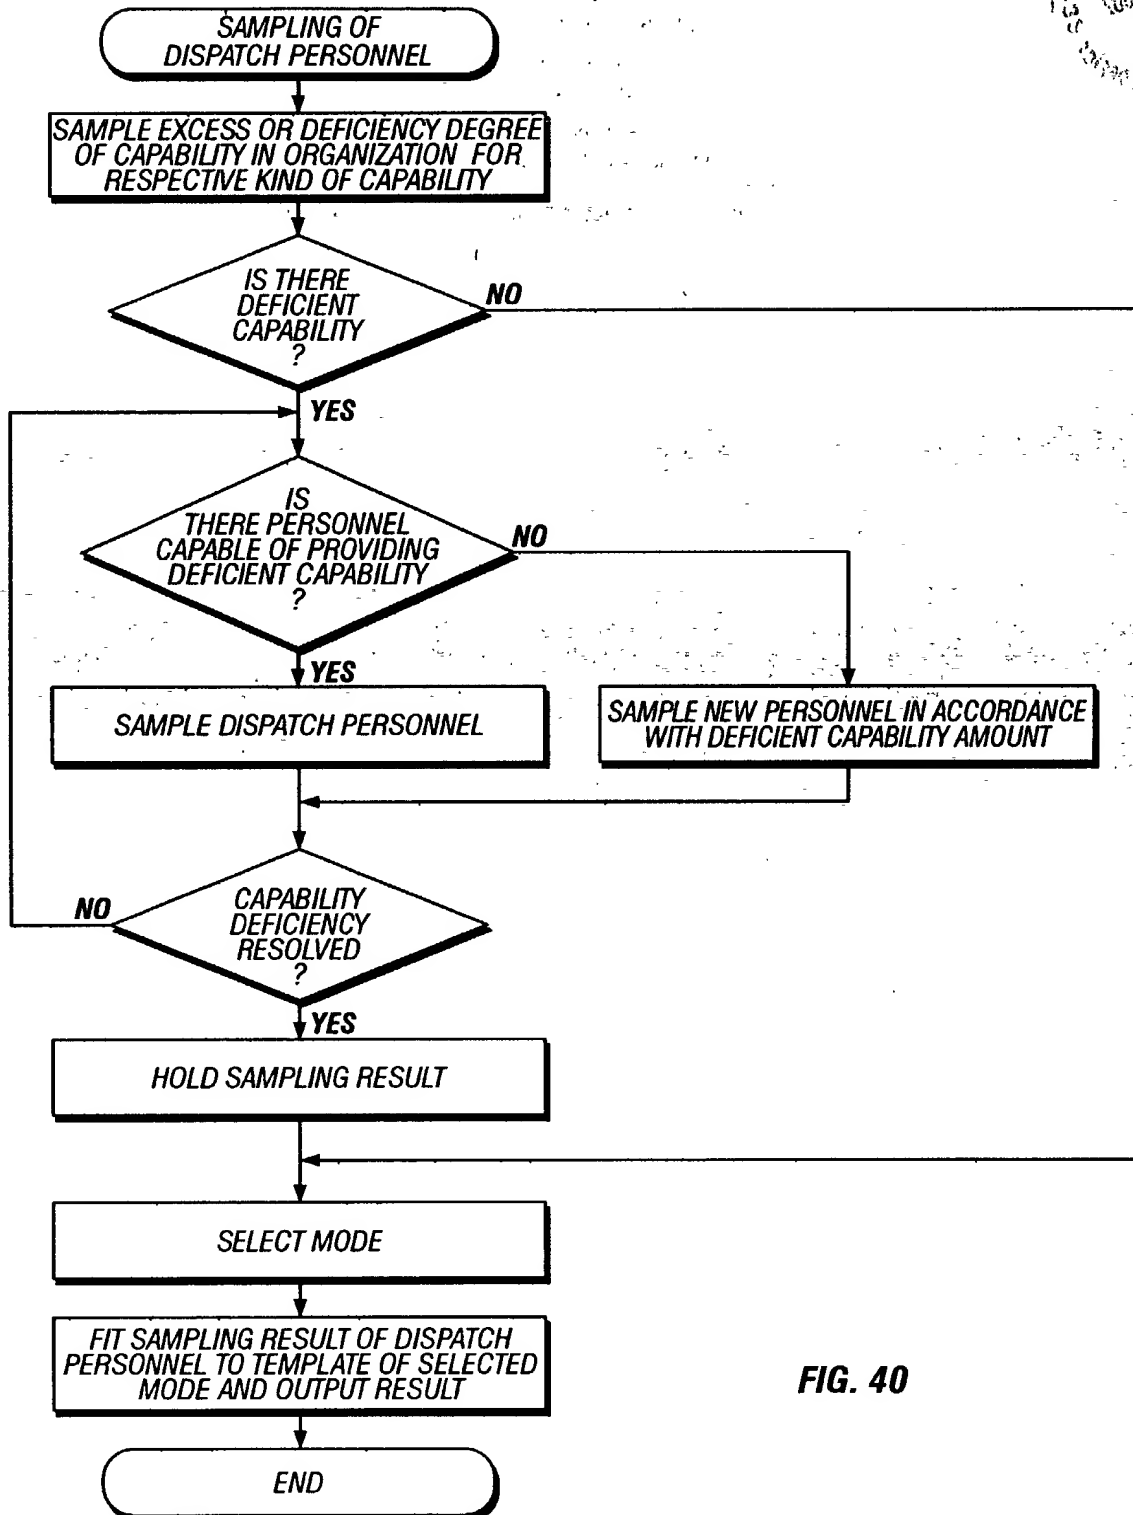 SAMPLING OF
DISPATCH PERSONNEL
SAMPLE EXCESS OR DEFICIENCY DEGREE
OF CAPABILITY IN ORGANIZATION FOR
RESPECTIVE KIND OF CAPABILITY
IS THERE
DEFICIENT
CAPABILITY
?
NO
YES
IS
THERE PERSONNEL
CAPABLE OF PROVIDING
DEFICIENT CAPABILITY
?
NO
YES
SAMPLE DISPATCH PERSONNEL
SAMPLE NEW PERSONNEL IN ACCORDANCE
WITH DEFICIENT CAPABILITY AMOUNT
CAPABILITY
DEFICIENCY
RESOLVED
?
NO
YES
HOLD SAMPLING RESULT
SELECT MODE
FIT SAMPLING RESULT OF DISPATCH
PERSONNEL TO TEMPLATE OF SELECTED
MODE AND OUTPUT RESULT
FIG. 40
END